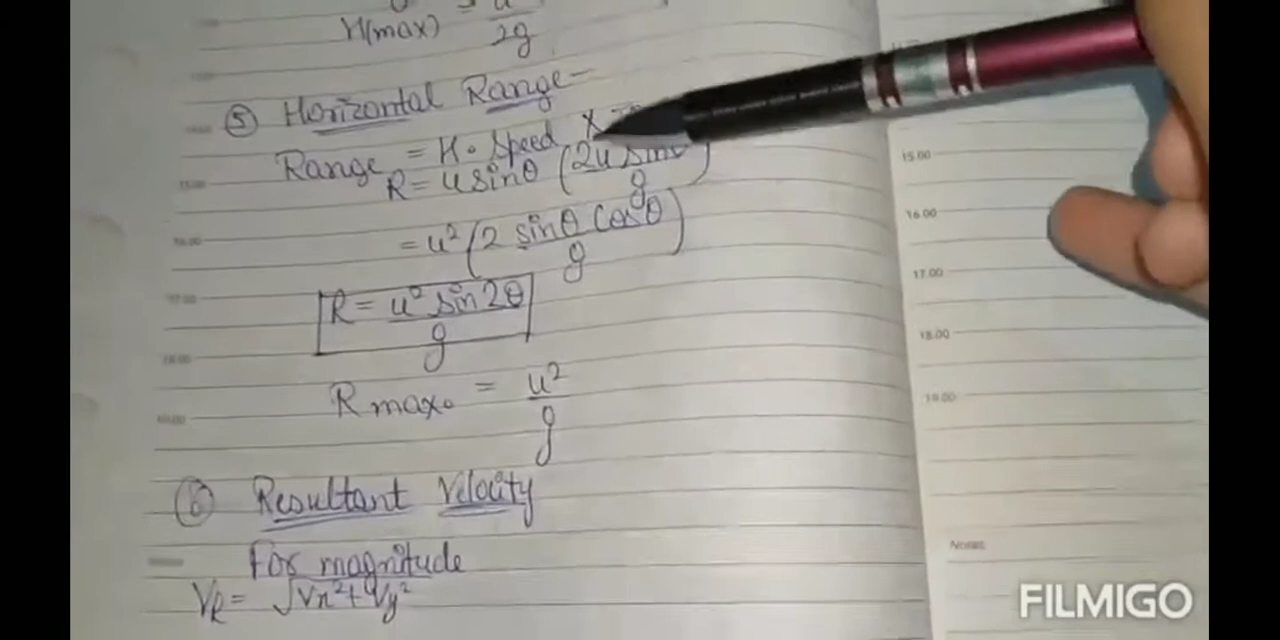 H(max) = u
2g
⑤ Horizontal Range-
Range = H. Speed X
R = u sinθ (2u sinθ)
g
= u² (2 sinθ cosθ)
g
R = u² sin2θ
g
R max. = u²
g
⑥ Resultant Velocity
For magnitude
VR = √Vx²+Vy²
15.00
16.00
17.00
18.00
19.00
Notes
FILMIGO